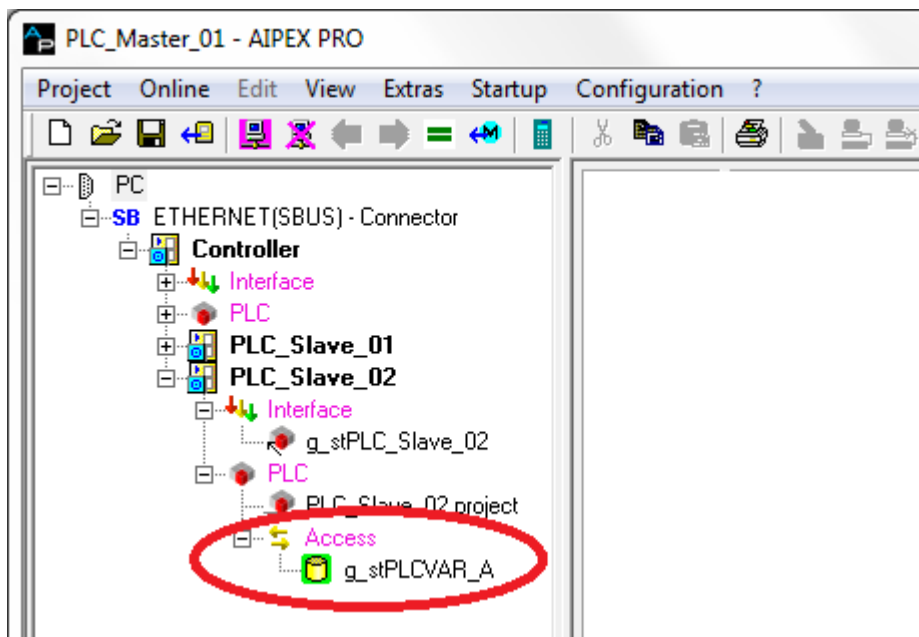 PLC_Master_01 - AIPEX PRO
Project Online Edit View Extras Startup Configuration ?
PC
SB ETHERNET(SBUS) - Connector
Controller
Interface
PLC
PLC_Slave_01
PLC_Slave_02
Interface
g_stPLC_Slave_02
PLC
PLC_Slave_02 project
Access
g_stPLCVAR_A